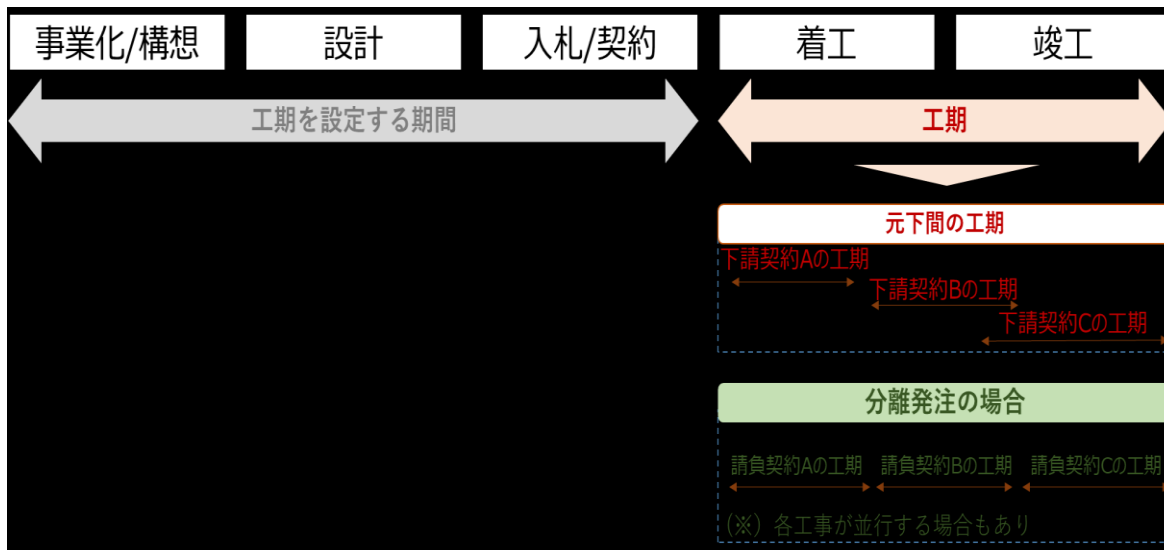 事業化/構想
設計
入札/契約
着工
竣工
工期を設定する期間
工期
元下間の工期
下請契約Aの工期
下請契約Bの工期
下請契約Cの工期
分離発注の場合
請負契約Aの工期
請負契約Bの工期
請負契約Cの工期
(※) 各工事が並行する場合もあり